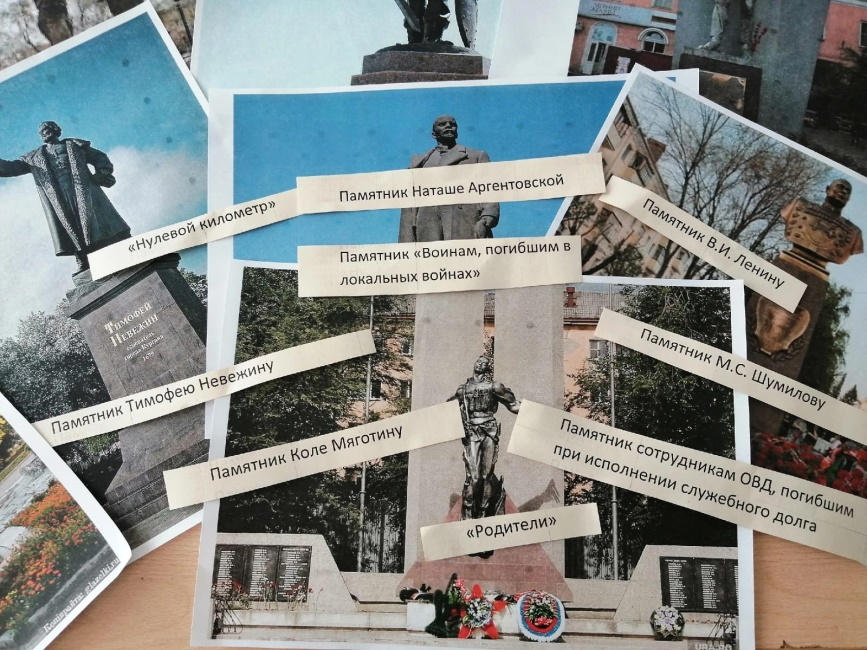 Памятник Наташе Аргентовской
«Нулевой километр»
Памятник В.И. Ленину
Памятник «Воинам, погибшим в
локальных войнах»
Тимофей
Невежин
Памятник М.С. Шумилову
Памятник Тимофею Невежину
Памятник Коле Мяготину
Памятник сотрудникам ОВД, погибшим
при исполнении служебного долга
«Родители»